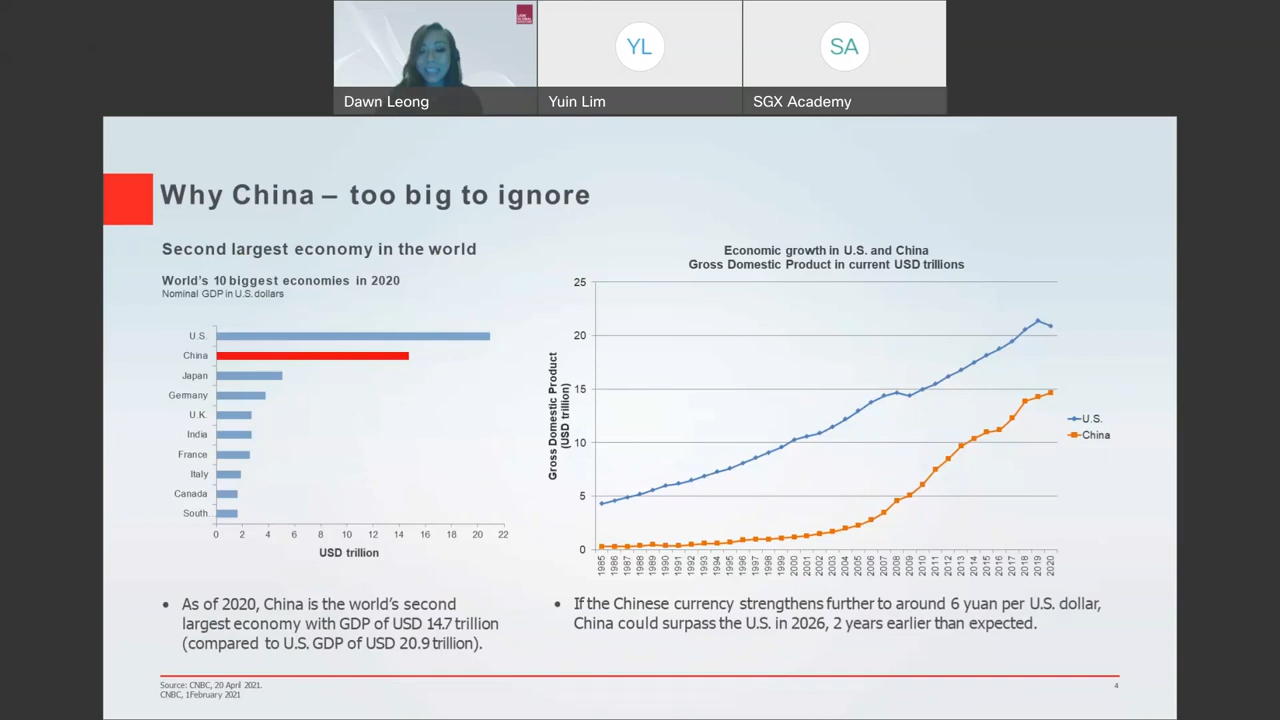 Dawn Leong
YL
Yuin Lim
SA
SGX Academy
Why China – too big to ignore
Second largest economy in the world
World's 10 biggest economies in 2020
Nominal GDP in U.S. dollars
U.S.
China
Japan
Germany
U.K.
India
France
Italy
Canada
South
0 2 4 6 8 10 12 14 16 18 20 22
USD trillion
Economic growth in U.S. and China
Gross Domestic Product in current USD trillions
Gross Domestic Product
(USD trillion)
25
20
15
10
5
0
1985 1986 1987 1988 1989 1990 1991 1992 1993 1994 1995 1996 1997 1998 1999 2000 2001 2002 2003 2004 2005 2006 2007 2008 2009 2010 2011 2012 2013 2014 2015 2016 2017 2018 2019 2020
U.S.
China
• As of 2020, China is the world's second
largest economy with GDP of USD 14.7 trillion
(compared to U.S. GDP of USD 20.9 trillion).
• If the Chinese currency strengthens further to around 6 yuan per U.S. dollar,
China could surpass the U.S. in 2026, 2 years earlier than expected.
Source: CNBC, 20 April 2021.
CNBC, 1February 2021
4